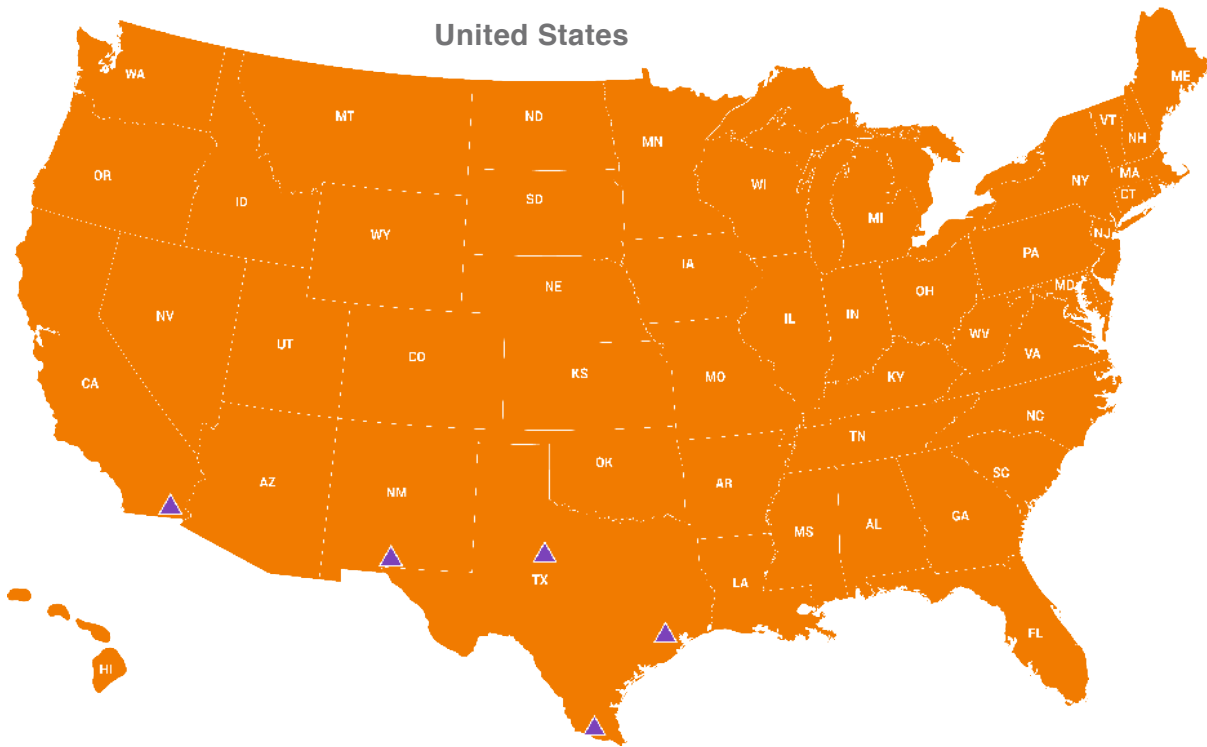 United States
WA
MT
ND
MN
ME
VT
NH
OR
ID
SD
WI
MI
NY
MA
CT
WY
IA
NE
PA
NJ
NV
UT
CO
KS
MO
IL
IN
OH
MD
WV
VA
CA
KY
NC
TN
AZ
NM
OK
AR
SC
MS
AL
GA
TX
LA
FL
HI